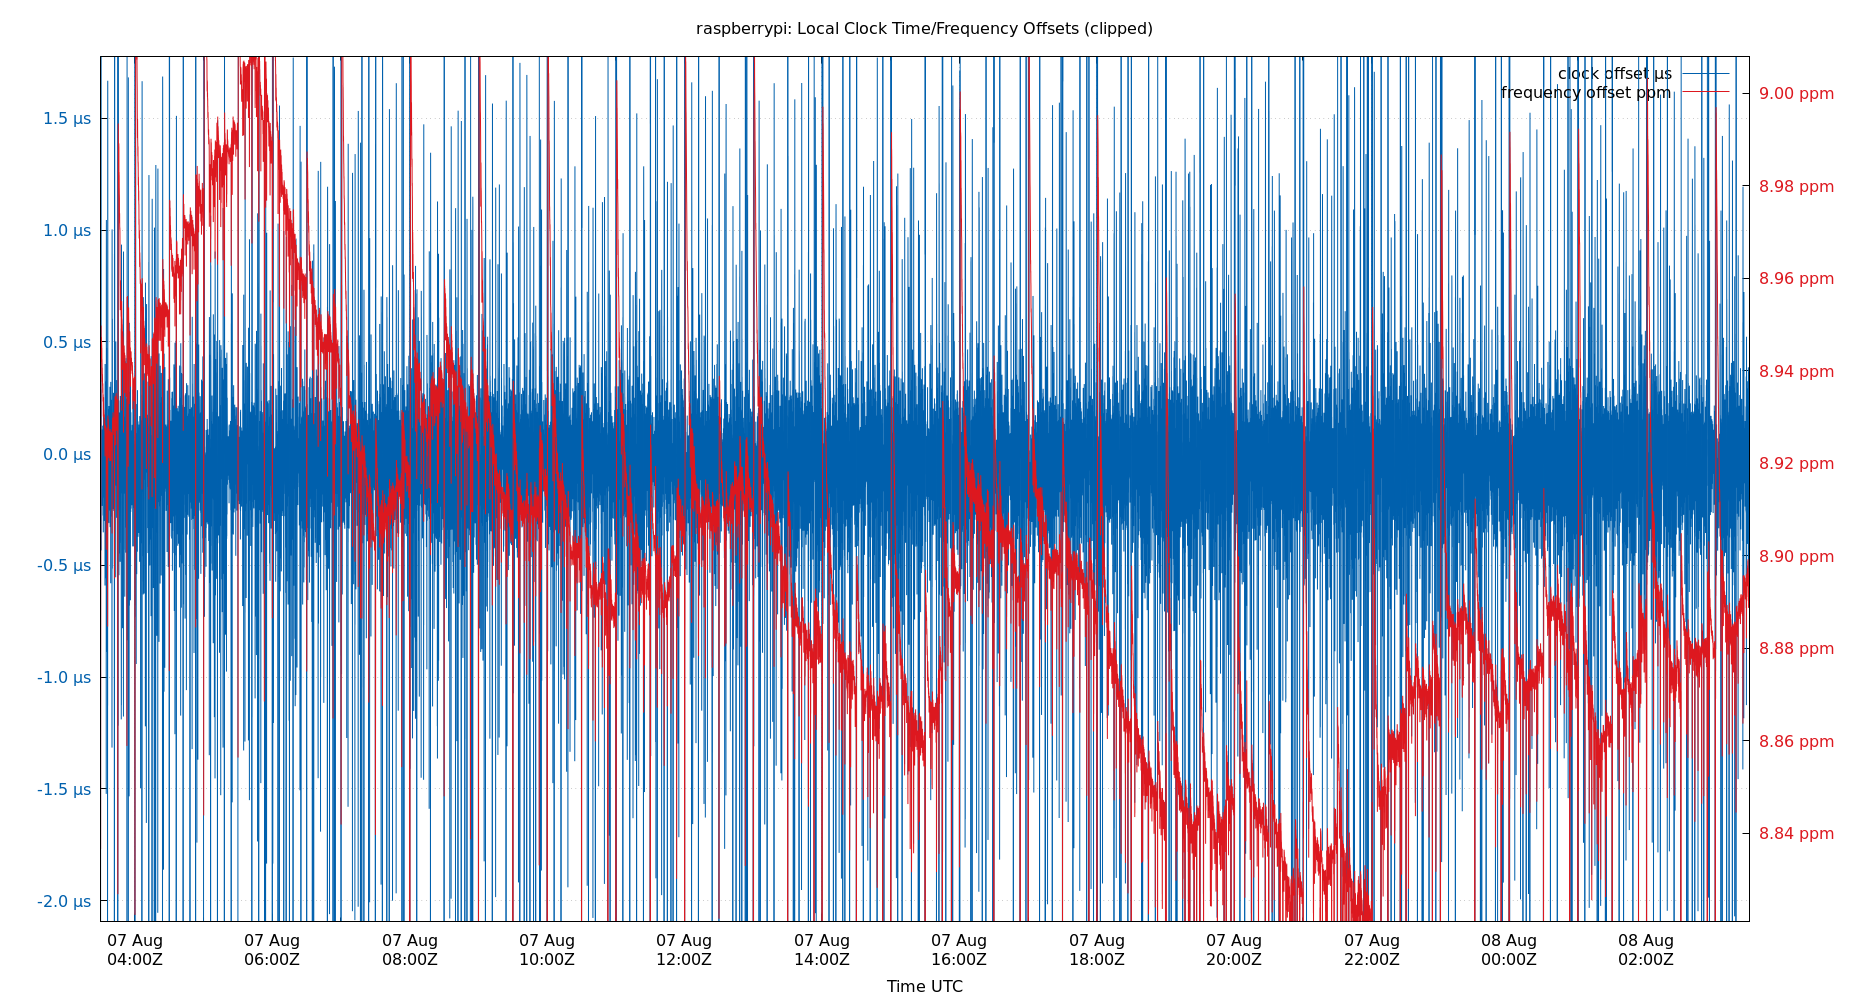 raspberrypi: Local Clock Time/Frequency Offsets (clipped)
clock offset µs
frequency offset ppm
1.5 µs
1.0 µs
0.5 µs
0.0 µs
-0.5 µs
-1.0 µs
-1.5 µs
-2.0 µs
9.00 ppm
8.98 ppm
8.96 ppm
8.94 ppm
8.92 ppm
8.90 ppm
8.88 ppm
8.86 ppm
8.84 ppm
07 Aug 07 Aug 07 Aug 07 Aug 07 Aug 07 Aug 07 Aug 07 Aug 07 Aug 07 Aug 08 Aug 08 Aug
04:00Z 06:00Z 08:00Z 10:00Z 12:00Z 14:00Z 16:00Z 18:00Z 20:00Z 22:00Z 00:00Z 02:00Z
Time UTC